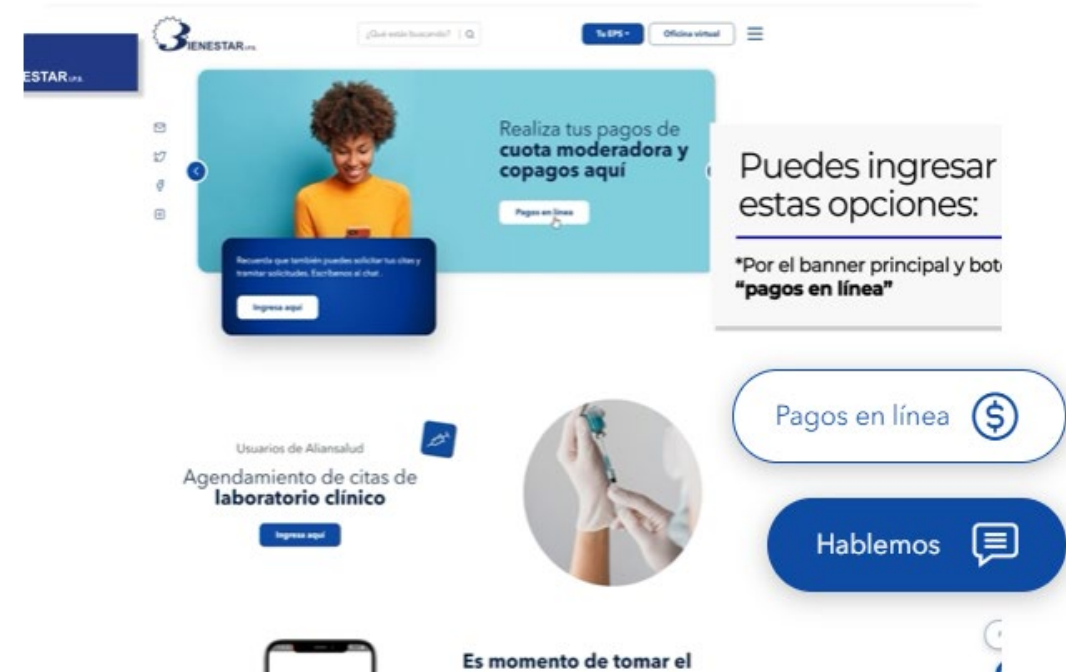 BIENESTAR I.P.S.
¿Qué estás buscando?
Tu EPS
Oficina virtual
ESTAR I.P.S.
Realiza tus pagos de
cuota moderadora y
copagos aquí
Pagos en línea
Recuerda que también puedes solicitar tus citas y
tramitar solicitudes. Escríbenos al chat.
Ingresa aquí
Puedes ingresar
estas opciones:
*Por el banner principal y bot
"pagos en línea"
Pagos en línea
Usuarios de Aliansalud
Agendamiento de citas de
laboratorio clínico
Ingresa aquí
Hablemos
Es momento de tomar el